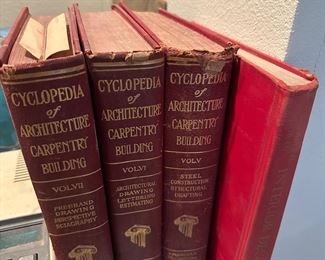 CYCLOPEDIA
of
ARCHITECTURE
CARPENTRY
BUILDING
VOL VII
FREEHAND
DRAWING
PERSPECTIVE
SCIAGRAPHY
CYCLOPEDIA
of
ARCHITECTURE
CARPENTRY
BUILDING
VOL VI
ARCHITECTURAL
DRAWING
LETTERING
ESTIMATING
CYCLOPEDIA
of
ARCHITECTURE
CARPENTRY
BUILDING
VOL V
STEEL
CONSTRUCTION
STRUCTURAL
DRAFTING